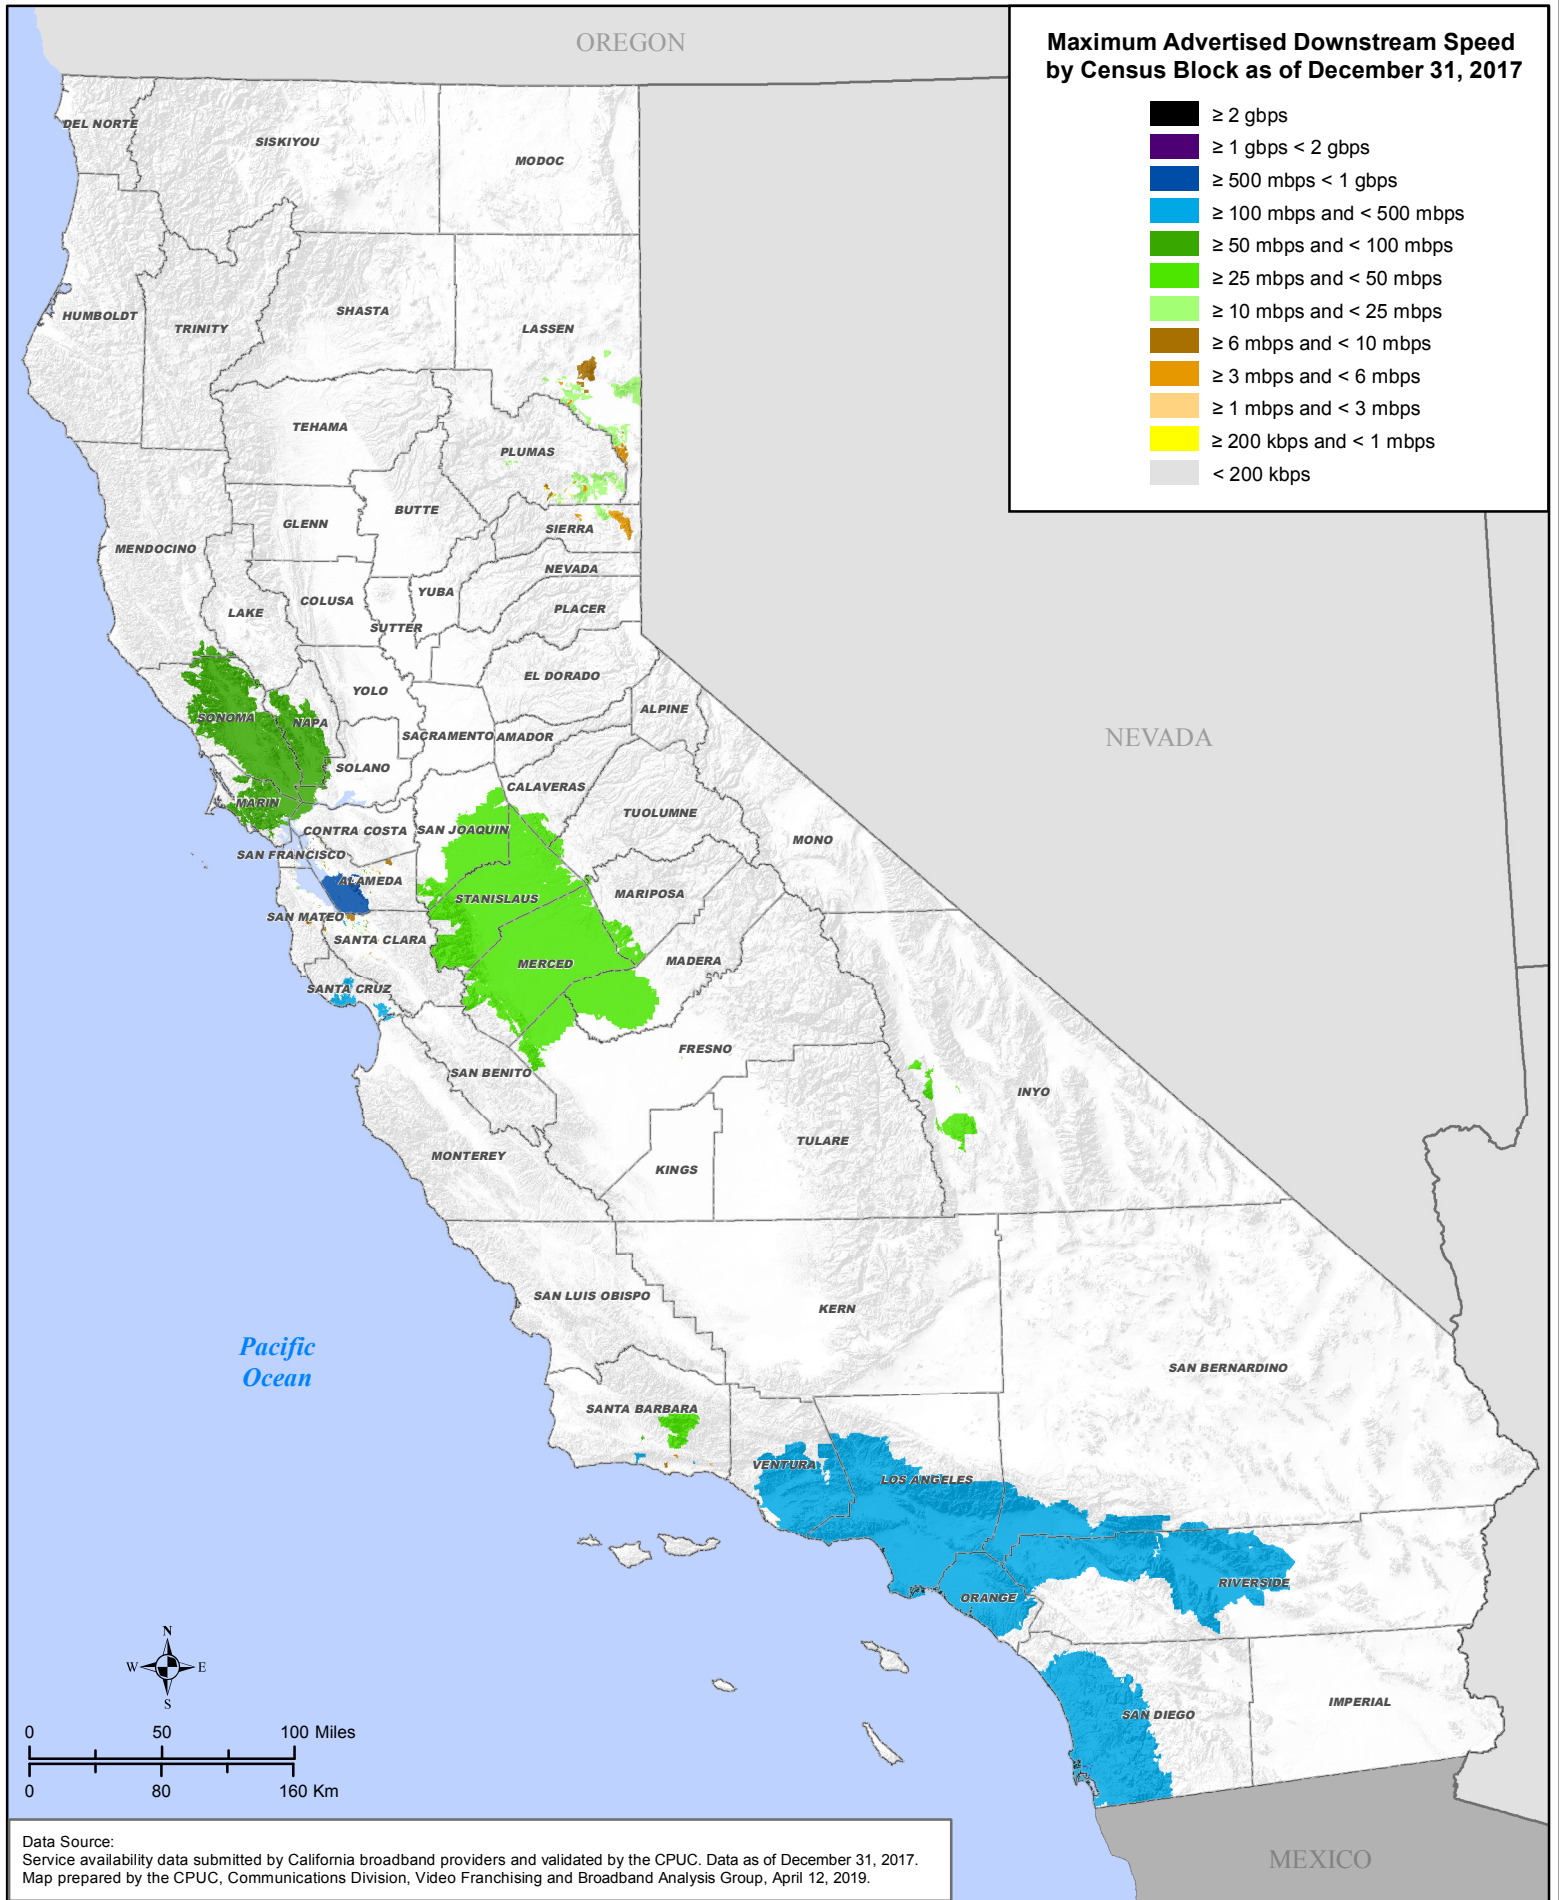 OREGON
Maximum Advertised Downstream Speed
by Census Block as of December 31, 2017
≥ 2 gbps
≥ 1 gbps < 2 gbps
≥ 500 mbps < 1 gbps
≥ 100 mbps and < 500 mbps
≥ 50 mbps and < 100 mbps
≥ 25 mbps and < 50 mbps
≥ 10 mbps and < 25 mbps
≥ 6 mbps and < 10 mbps
≥ 3 mbps and < 6 mbps
≥ 1 mbps and < 3 mbps
≥ 200 kbps and < 1 mbps
< 200 kbps
DEL NORTE
SISKIYOU
MODOC
HUMBOLDT
TRINITY
SHASTA
LASSEN
TEHAMA
PLUMAS
BUTTE
GLENN
SIERRA
MENDOCINO
NEVADA
YUBA
COLUSA
PLACER
LAKE
SUTTER
EL DORADO
YOLO
ALPINE
SONOMA
NAPA
SACRAMENTO
AMADOR
NEVADA
SOLANO
CALAVERAS
MARIN
TUOLUMNE
CONTRA COSTA
SAN JOAQUIN
MONO
SAN FRANCISCO
ALAMEDA
MARIPOSA
STANISLAUS
SAN MATEO
SANTA CLARA
MERCED
MADERA
SANTA CRUZ
FRESNO
SAN BENITO
INYO
TULARE
MONTEREY
KINGS
SAN LUIS OBISPO
KERN
Pacific
Ocean
SAN BERNARDINO
SANTA BARBARA
VENTURA
LOS ANGELES
RIVERSIDE
ORANGE
IMPERIAL
SAN DIEGO
N
W
E
S
0 50 100 Miles
0 80 160 Km
MEXICO
Data Source:
Service availability data submitted by California broadband providers and validated by the CPUC. Data as of December 31, 2017.
Map prepared by the CPUC, Communications Division, Video Franchising and Broadband Analysis Group, April 12, 2019.